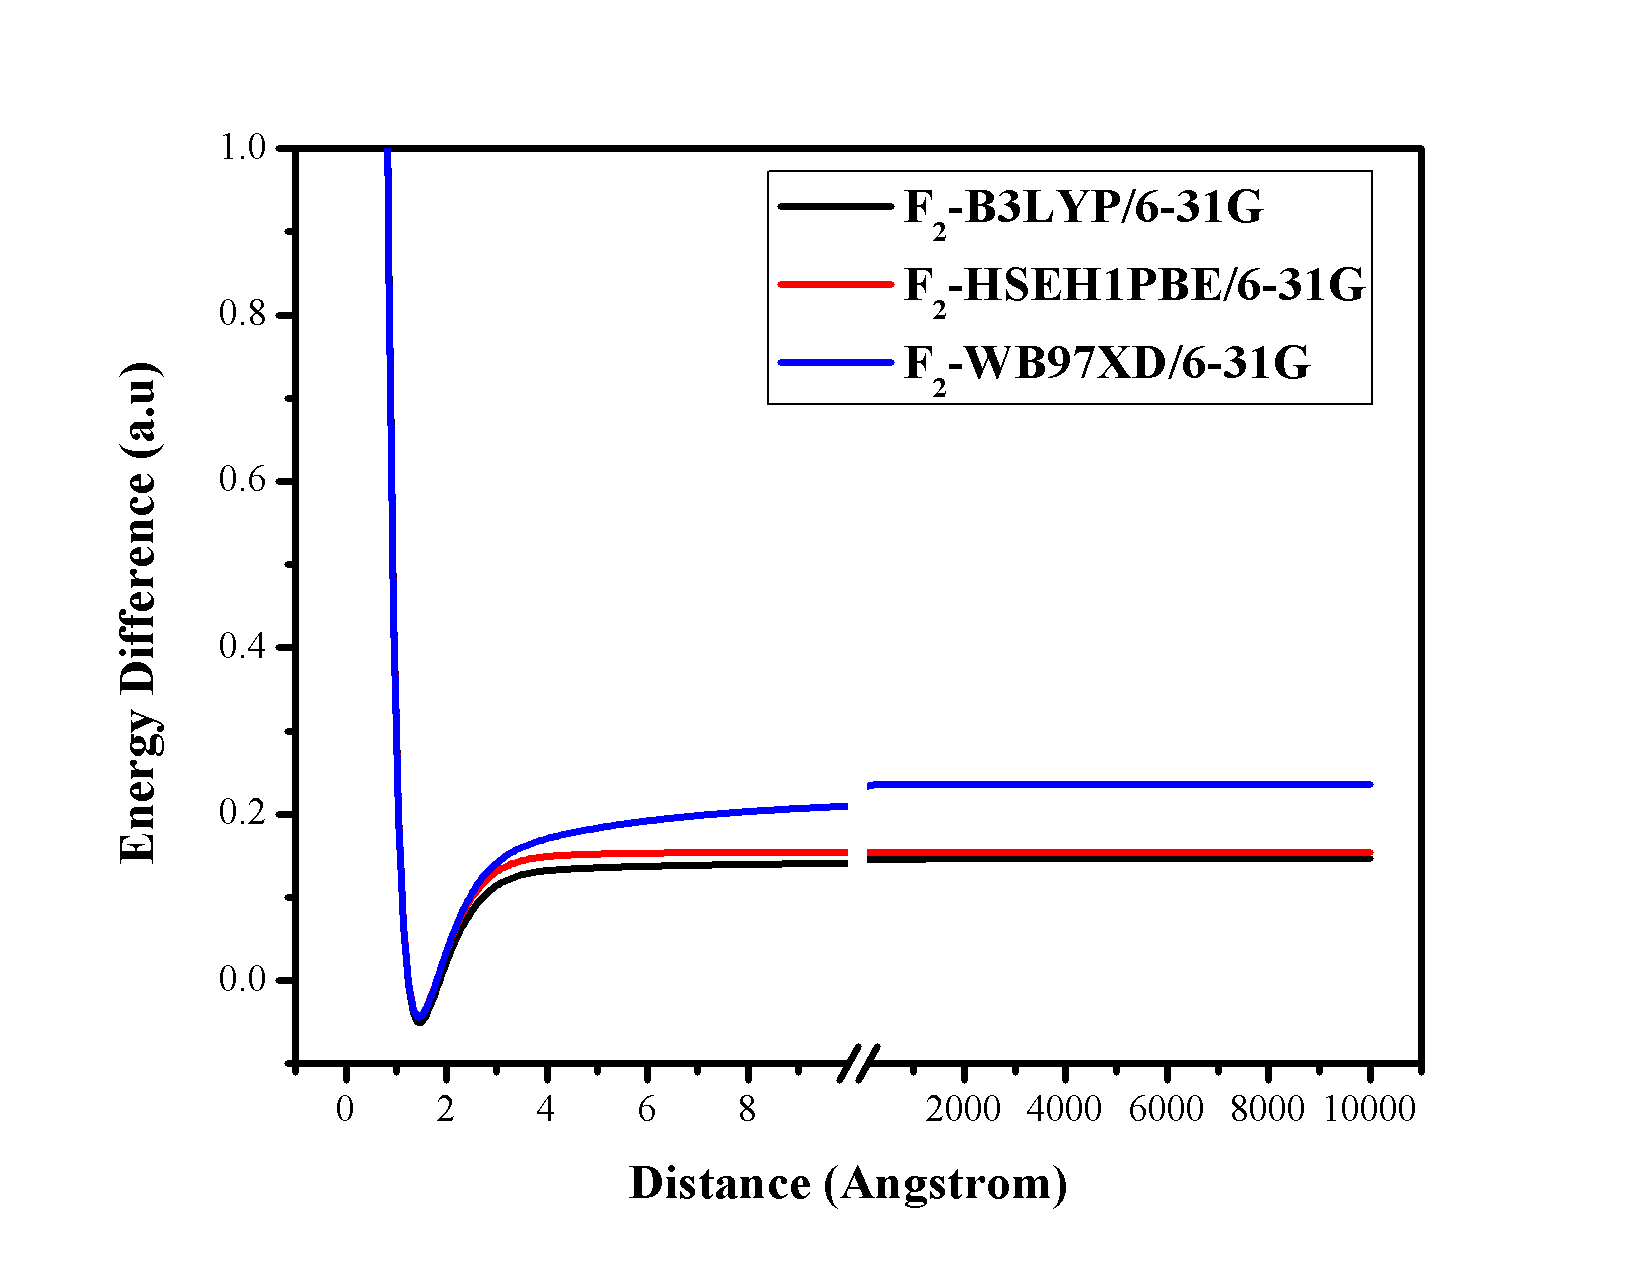 1.0
0.8
0.6
0.4
0.2
0.0
Energy Difference (a.u)
F₂-B3LYP/6-31G
F₂-HSEH1PBE/6-31G
F₂-WB97XD/6-31G
0 2 4 6 8 2000 4000 6000 8000 10000
Distance (Angstrom)